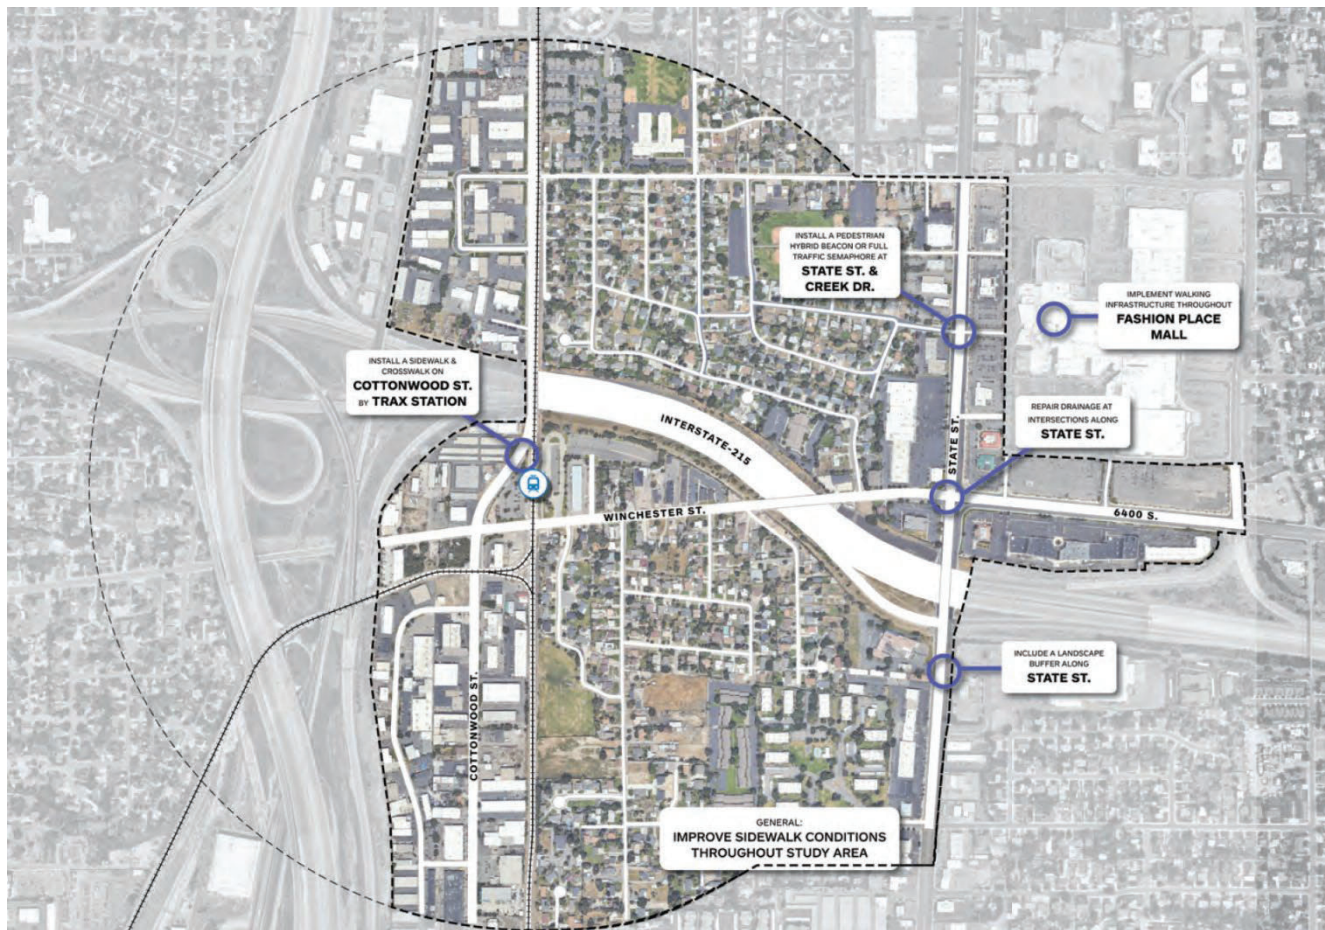 INSTALL A PEDESTRIAN
HYBRID BEACON OR FULL
TRAFFIC SEMAPHORE AT
STATE ST. &
CREEK DR.
IMPLEMENT WALKING
INFRASTRUCTURE THROUGHOUT
FASHION PLACE
MALL
INSTALL A SIDEWALK &
CROSSWALK ON
COTTONWOOD ST.
BY TRAX STATION
REPAIR DRAINAGE AT
INTERSECTIONS ALONG
STATE ST.
INTERSTATE-215
STATE ST.
WINCHESTER ST.
6400 S.
INCLUDE A LANDSCAPE
BUFFER ALONG
STATE ST.
COTTONWOOD ST.
GENERAL:
IMPROVE SIDEWALK CONDITIONS
THROUGHOUT STUDY AREA